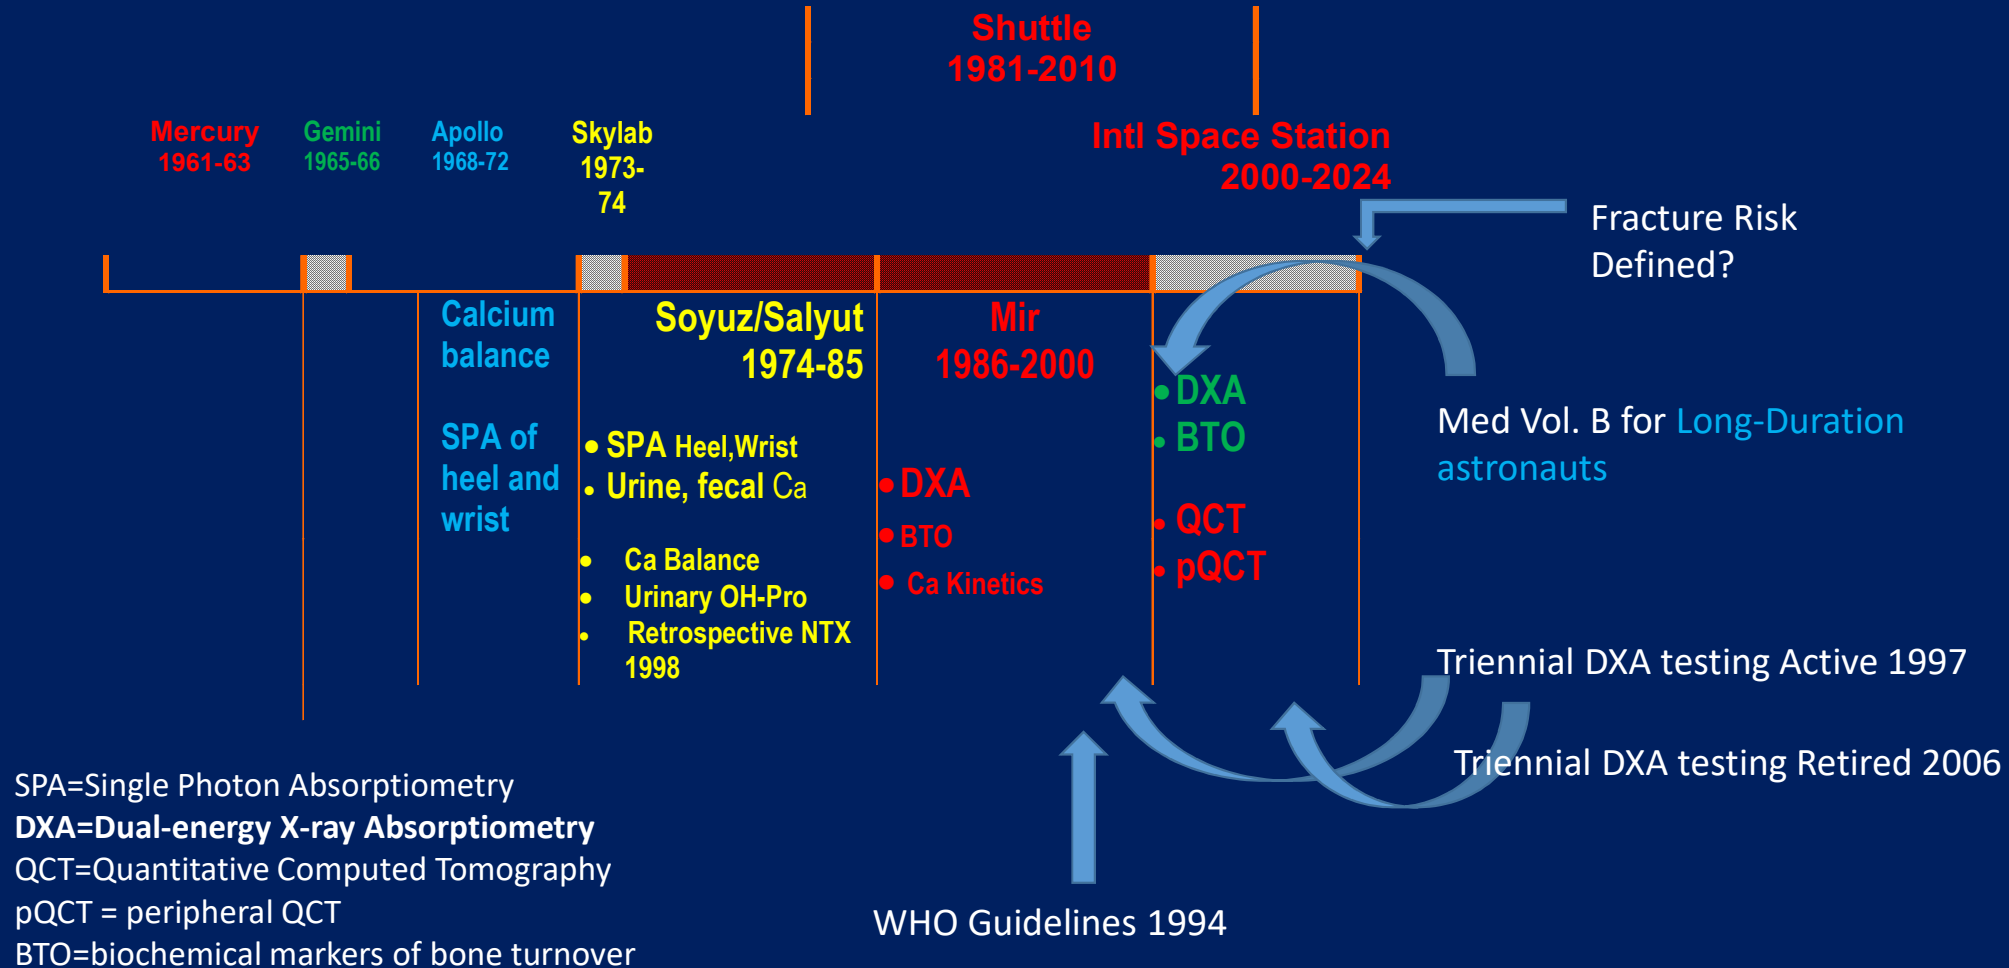 Shuttle
1981-2010
Mercury
1961-63
Gemini
1965-66
Apollo
1968-72
Skylab
1973-
74
Intl Space Station
2000-2024
Fracture Risk
Defined?
Calcium
balance
SPA of
heel and
wrist
Soyuz/Salyut
1974-85
• SPA Heel,Wrist
• Urine, fecal Ca
• Ca Balance
• Urinary OH-Pro
• Retrospective NTX
1998
Mir
1986-2000
• DXA
• BTO
• Ca Kinetics
• DXA
• BTO
• QCT
• pQCT
Med Vol. B for Long-Duration
astronauts
Triennial DXA testing Active 1997
Triennial DXA testing Retired 2006
WHO Guidelines 1994
SPA=Single Photon Absorptiometry
DXA=Dual-energy X-ray Absorptiometry
QCT=Quantitative Computed Tomography
pQCT = peripheral QCT
BTO=biochemical markers of bone turnover